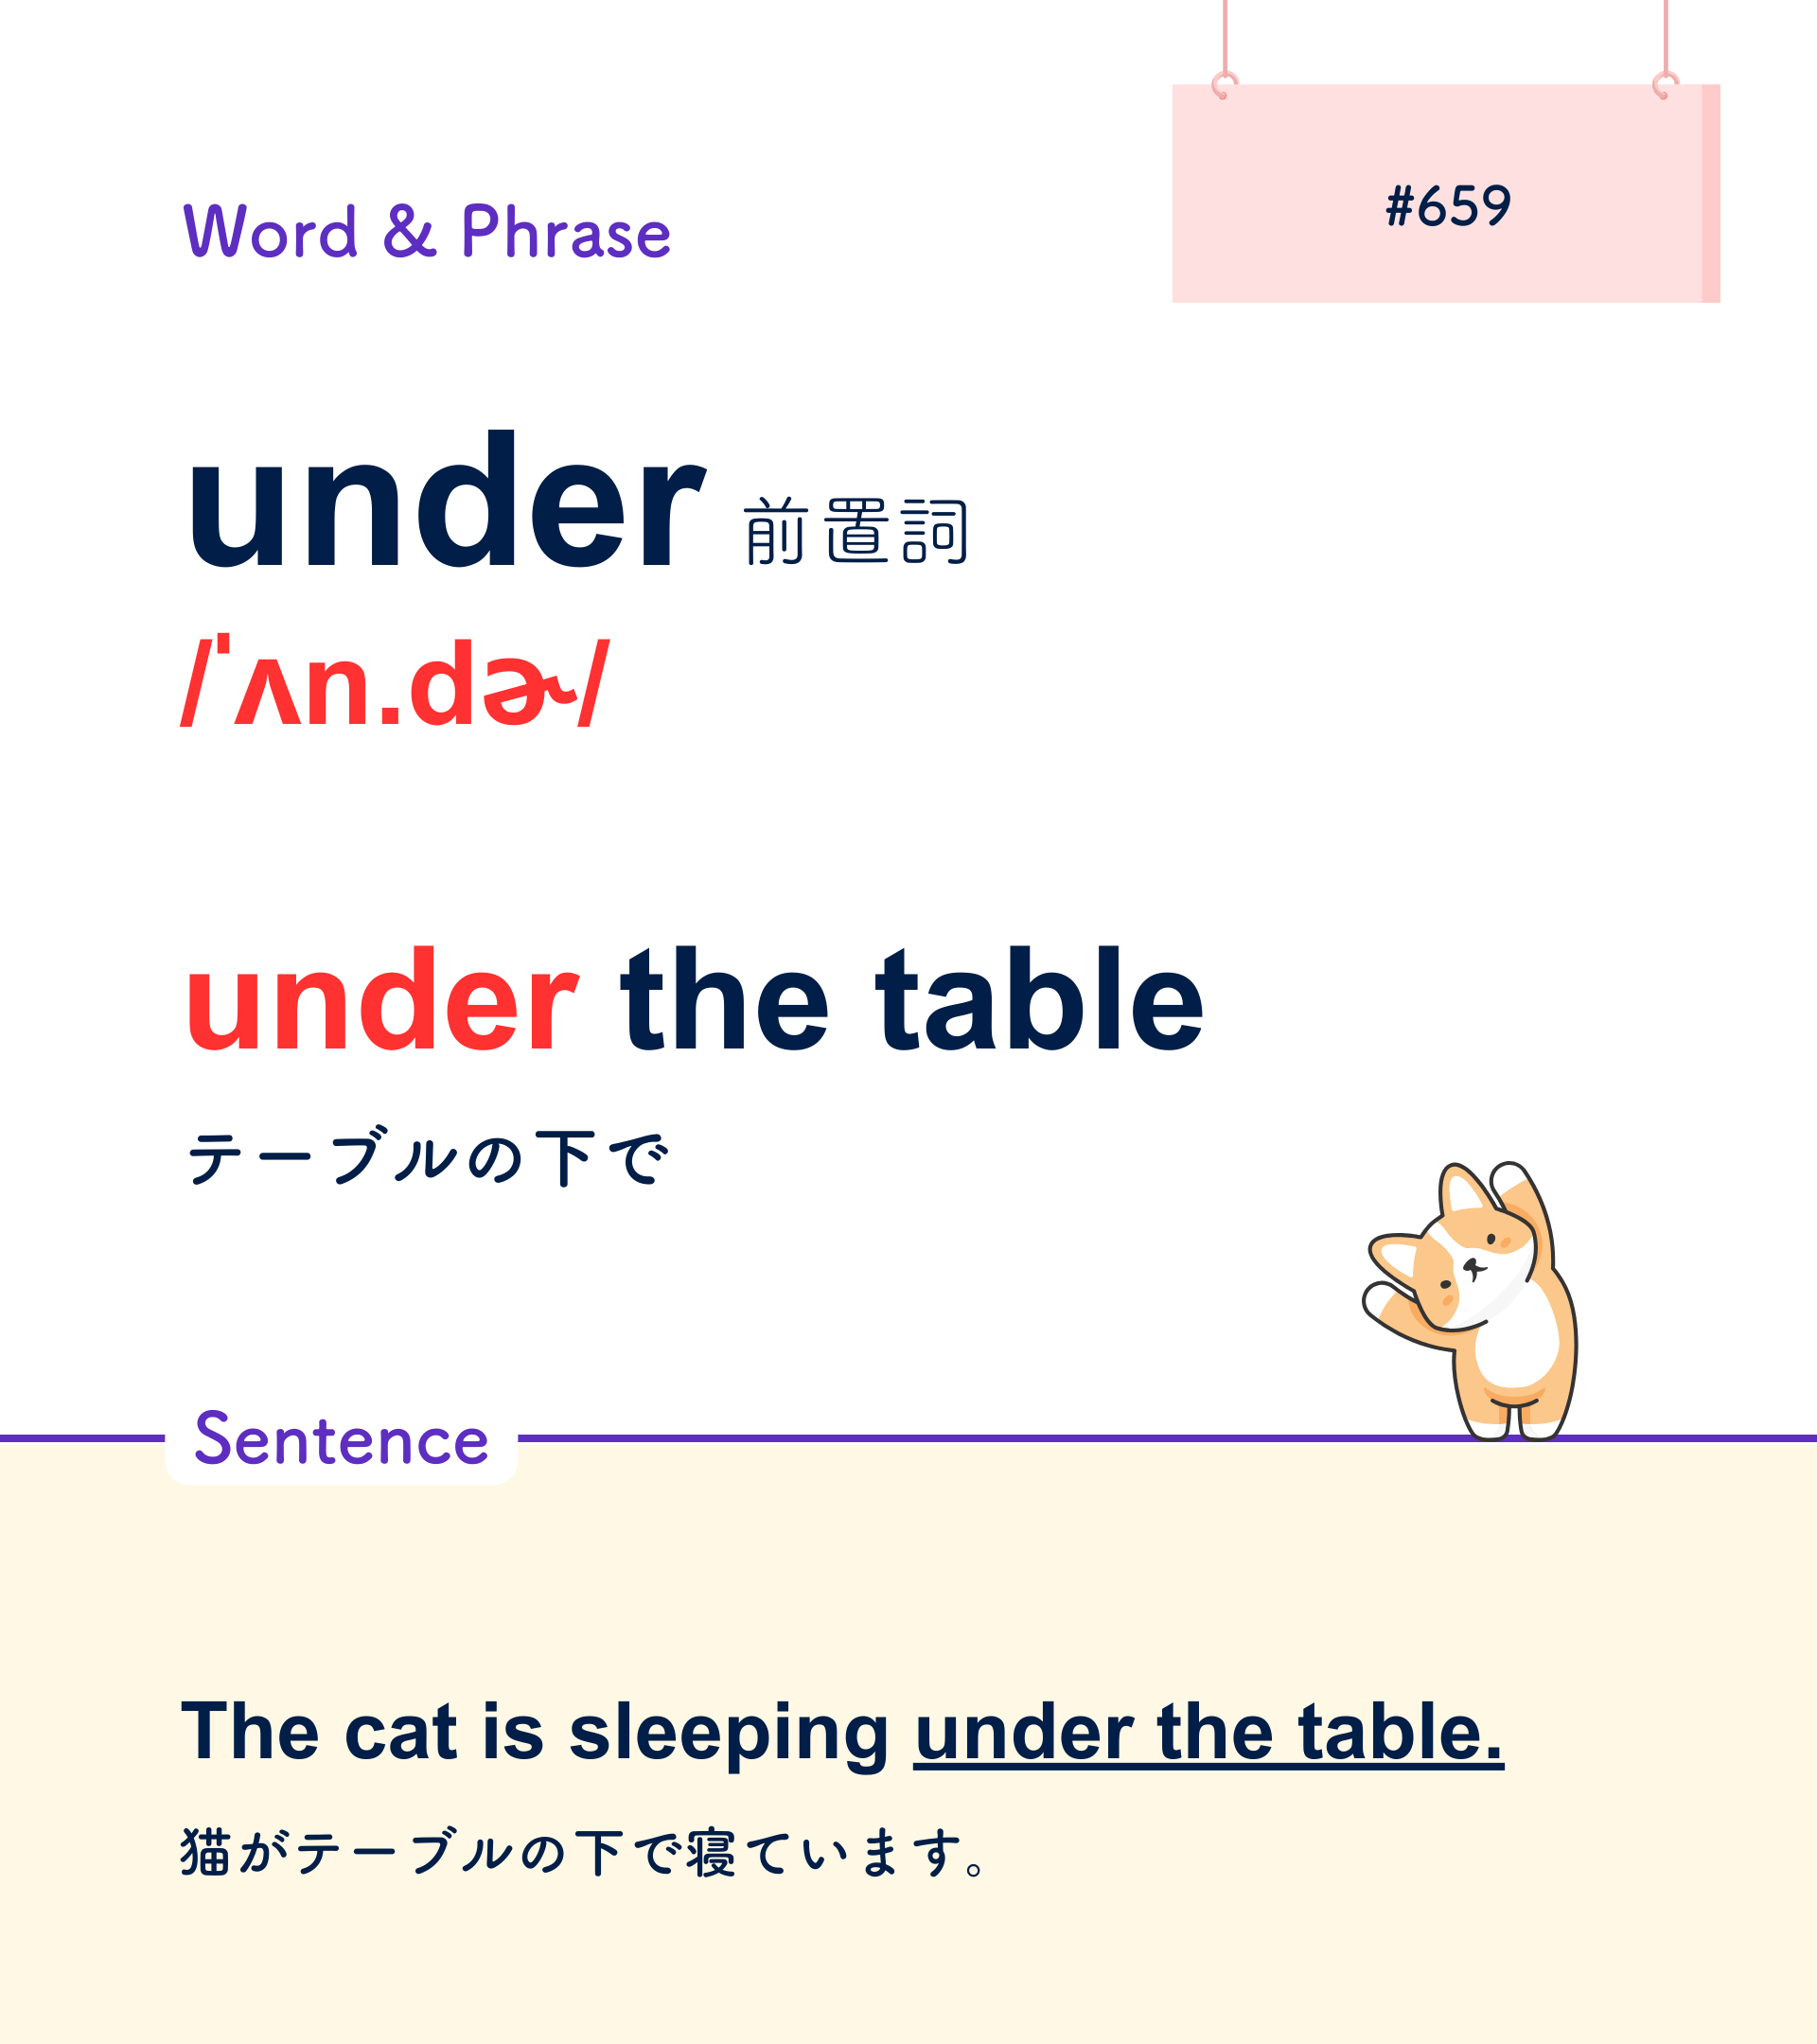 #659
Word & Phrase
under 前置詞
/ˈʌn.dɚ/
under the table
テーブルの下で
Sentence
The cat is sleeping under the table.
猫がテーブルの下で寝ています。